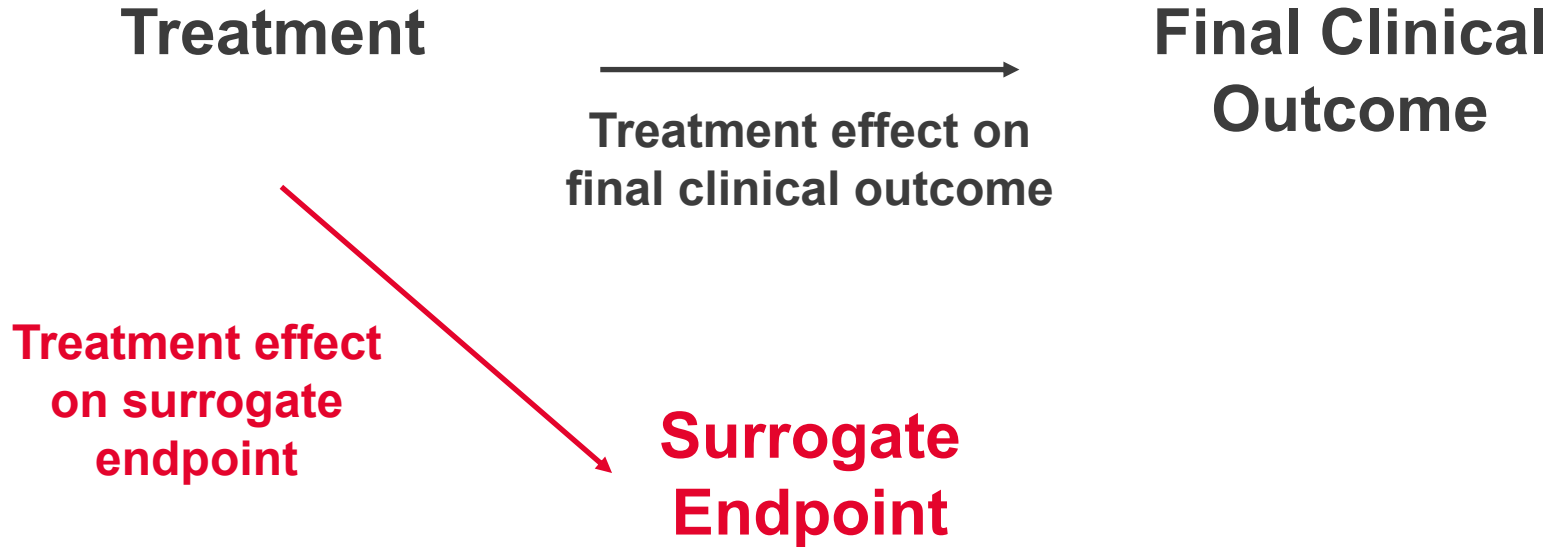 Treatment
Final Clinical
Outcome
Treatment effect on
final clinical outcome
Treatment effect
on surrogate
endpoint
Surrogate
Endpoint